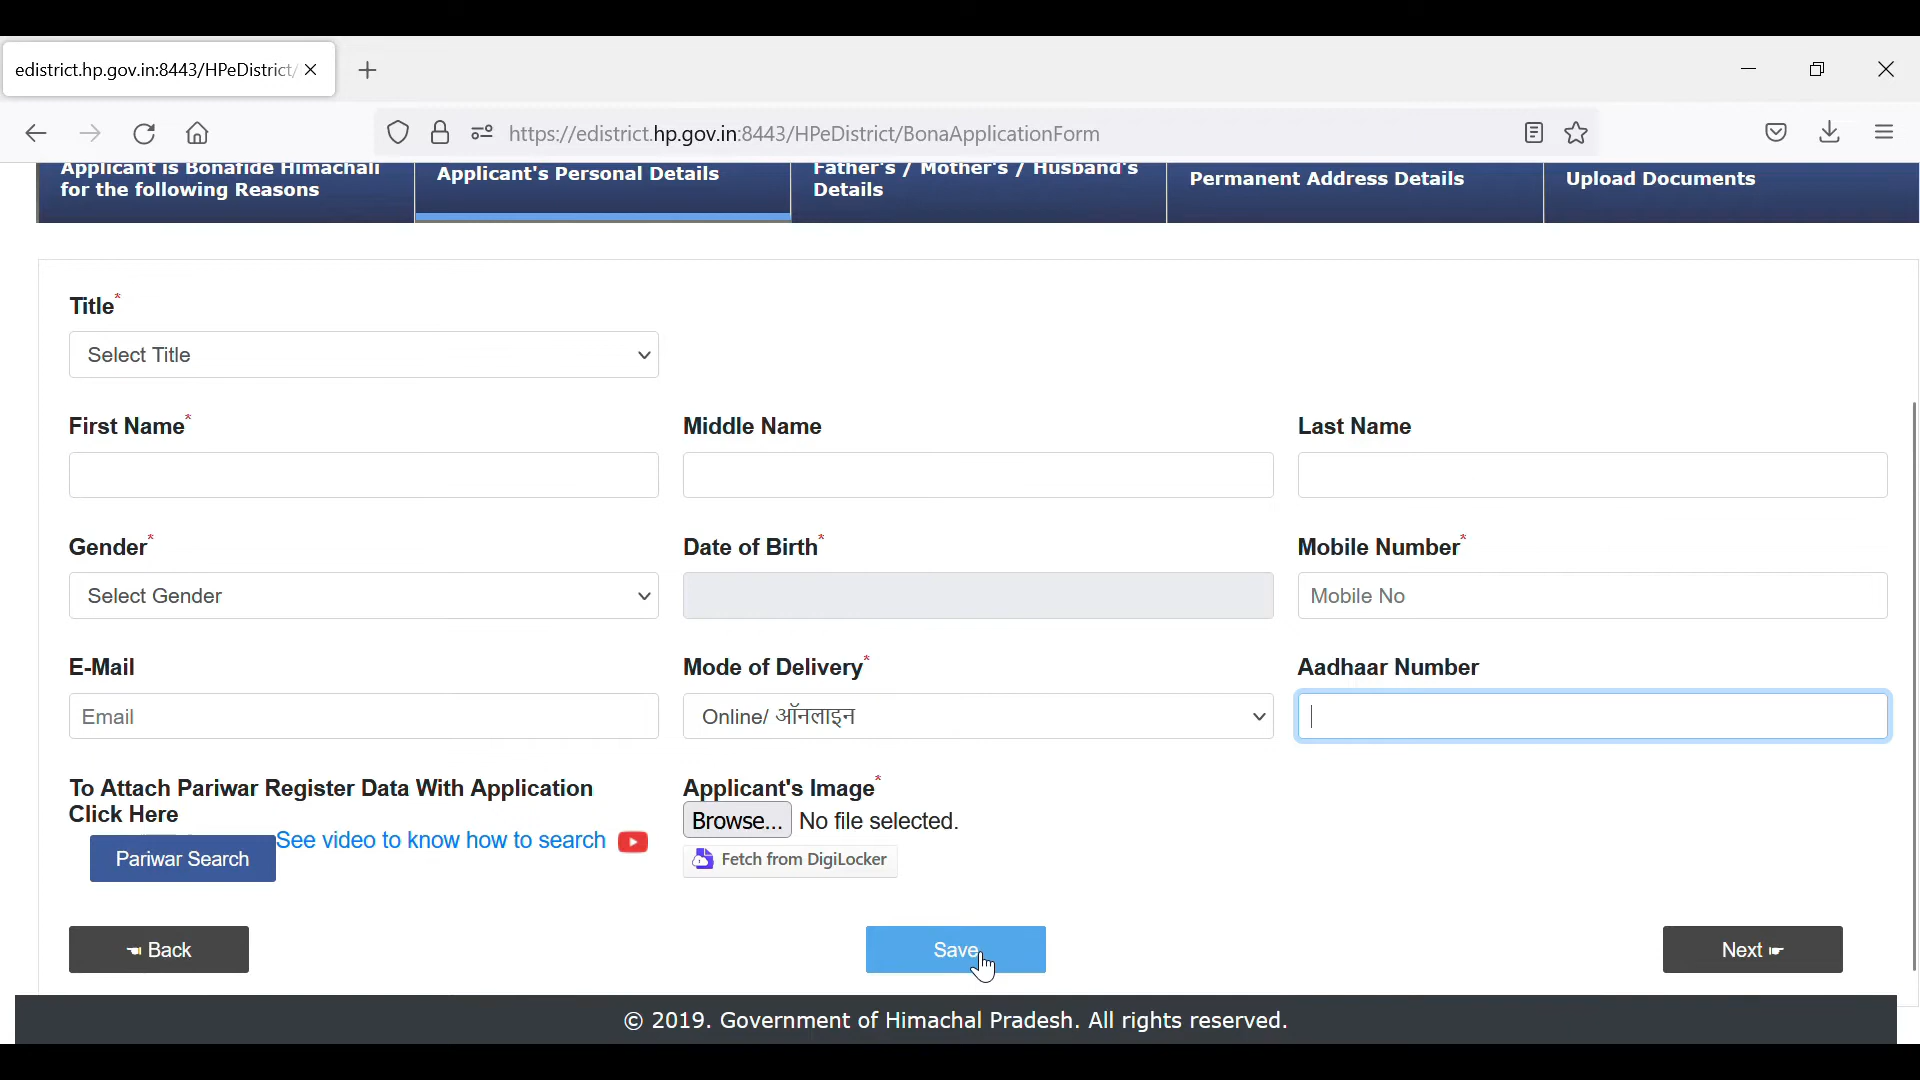 edistrict.hp.gov.in:8443/HPeDistrict/
https://edistrict.hp.gov.in:8443/HPeDistrict/BonaApplicationForm
Applicant is Bonafide Himachali
for the following Reasons
Applicant's Personal Details
Father's / Mother's / Husband's
Details
Permanent Address Details
Upload Documents
Title*
Select Title
First Name*
Middle Name
Last Name
Gender*
Date of Birth*
Mobile Number*
Select Gender
Mobile No
E-Mail
Mode of Delivery*
Aadhaar Number
Email
Online/ ऑनलाइन
To Attach Pariwar Register Data With Application
Click Here
See video to know how to search
Pariwar Search
Applicant's Image*
Browse... No file selected.
Fetch from DigiLocker
Back
Save
Next
© 2019. Government of Himachal Pradesh. All rights reserved.